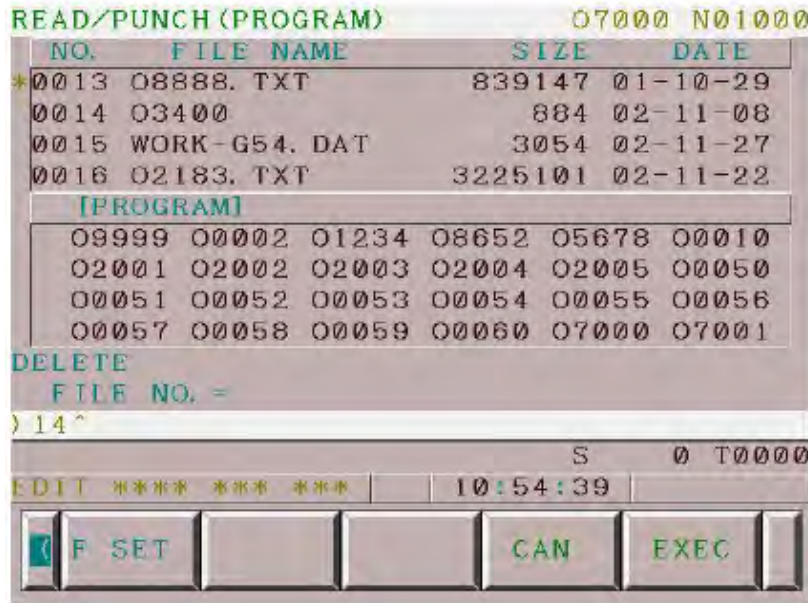 READ/PUNCH(PROGRAM) O7000 N01000
NO. FILE NAME SIZE DATE
*0013 O8888.TXT 839147 01-10-29
0014 O3400 884 02-11-08
0015 WORK-G54.DAT 3054 02-11-27
0016 O2183.TXT 3225101 02-11-22
[PROGRAM]
O9999 O0002 O1234 O8652 O5678 O0010
O2001 O2002 O2003 O2004 O2005 O0050
O0051 O0052 O0053 O0054 O0055 O0056
O0057 O0058 O0059 O0060 O7000 O7001
DELETE
FILE NO. =
)14^
S 0 T0000
EDIT **** *** *** 10:54:39
( F SET CAN EXEC